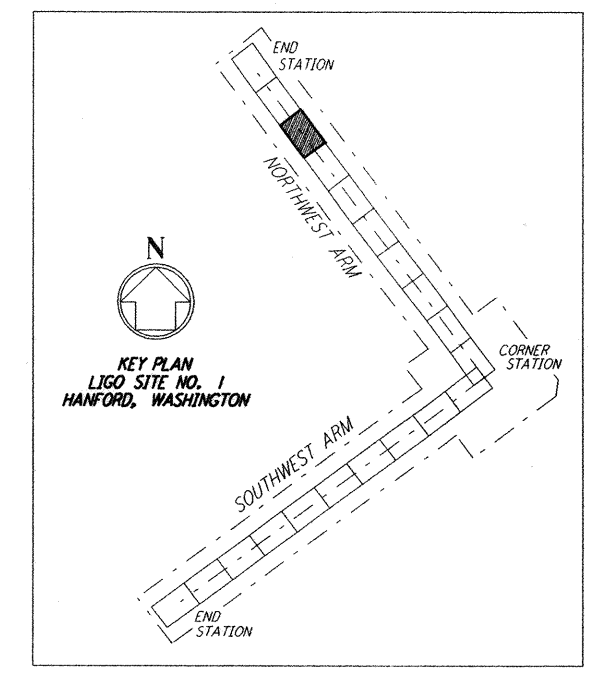 END
STATION
NORTHWEST ARM
N
KEY PLAN
LIGO SITE NO. 1
HANFORD, WASHINGTON
CORNER
STATION
SOUTHWEST ARM
END
STATION